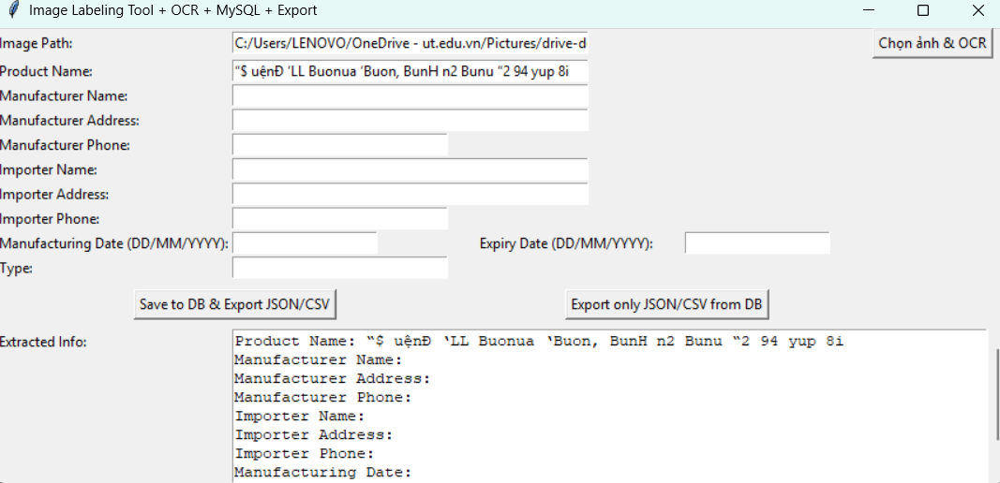 Image Labeling Tool + OCR + MySQL + Export
Image Path: C:/Users/LENOVO/OneDrive - ut.edu.vn/Pictures/drive-d Chọn ảnh & OCR
Product Name: “$ uệnĐ ‘LL Buonua ‘Buon, BunH n2 Bunu “2 94 yup 8i
Manufacturer Name:
Manufacturer Address:
Manufacturer Phone:
Importer Name:
Importer Address:
Importer Phone:
Manufacturing Date (DD/MM/YYYY): Expiry Date (DD/MM/YYYY):
Type:
Save to DB & Export JSON/CSV Export only JSON/CSV from DB
Extracted Info: Product Name: “$ uệnĐ ‘LL Buonua ‘Buon, BunH n2 Bunu “2 94 yup 8i
Manufacturer Name:
Manufacturer Address:
Manufacturer Phone:
Importer Name:
Importer Address:
Importer Phone:
Manufacturing Date: